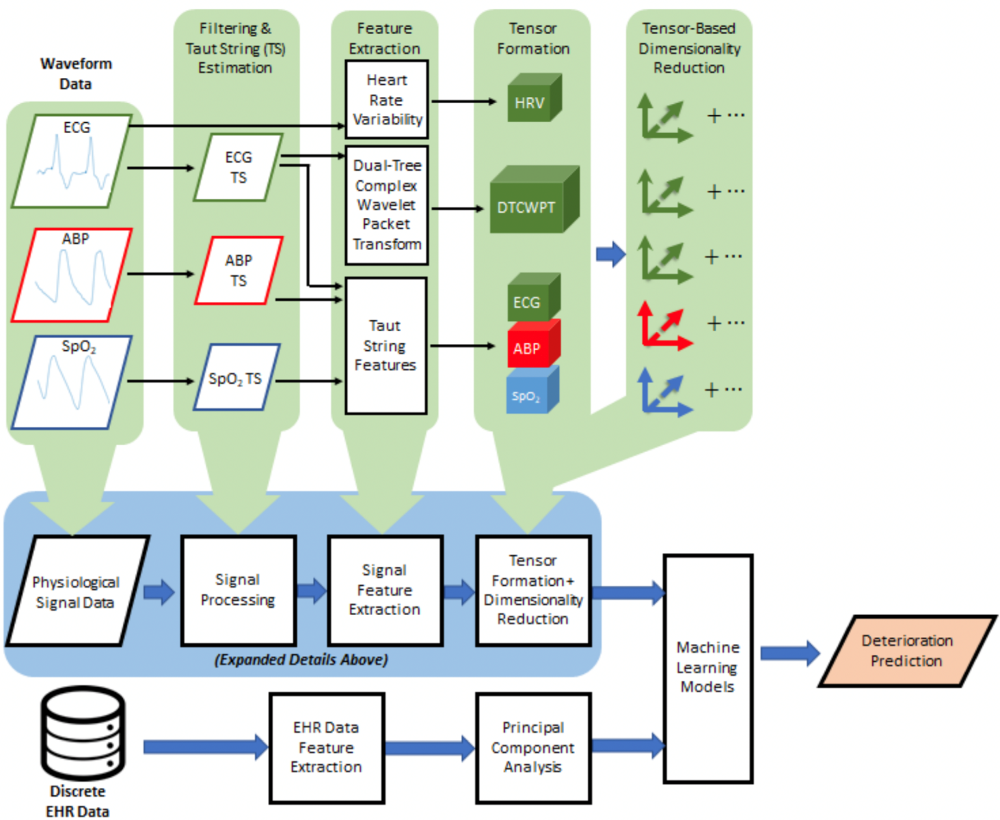 Waveform
Data
Filtering &
Taut String (TS)
Estimation
Feature
Extraction
Tensor
Formation
Tensor-Based
Dimensionality
Reduction
ECG
ABP
SpO₂
ECG
TS
ABP
TS
SpO₂ TS
Heart
Rate
Variability
Dual-Tree
Complex
Wavelet
Packet
Transform
Taut
String
Features
HRV
DTCWPT
ECG
ABP
SpO₂
+ ···
+ ···
+ ···
+ ···
+ ···
Physiological
Signal Data
Signal
Processing
Signal
Feature
Extraction
Tensor
Formation+
Dimensionality
Reduction
(Expanded Details Above)
Discrete
EHR Data
EHR Data
Feature
Extraction
Principal
Component
Analysis
Machine
Learning
Models
Deterioration
Prediction